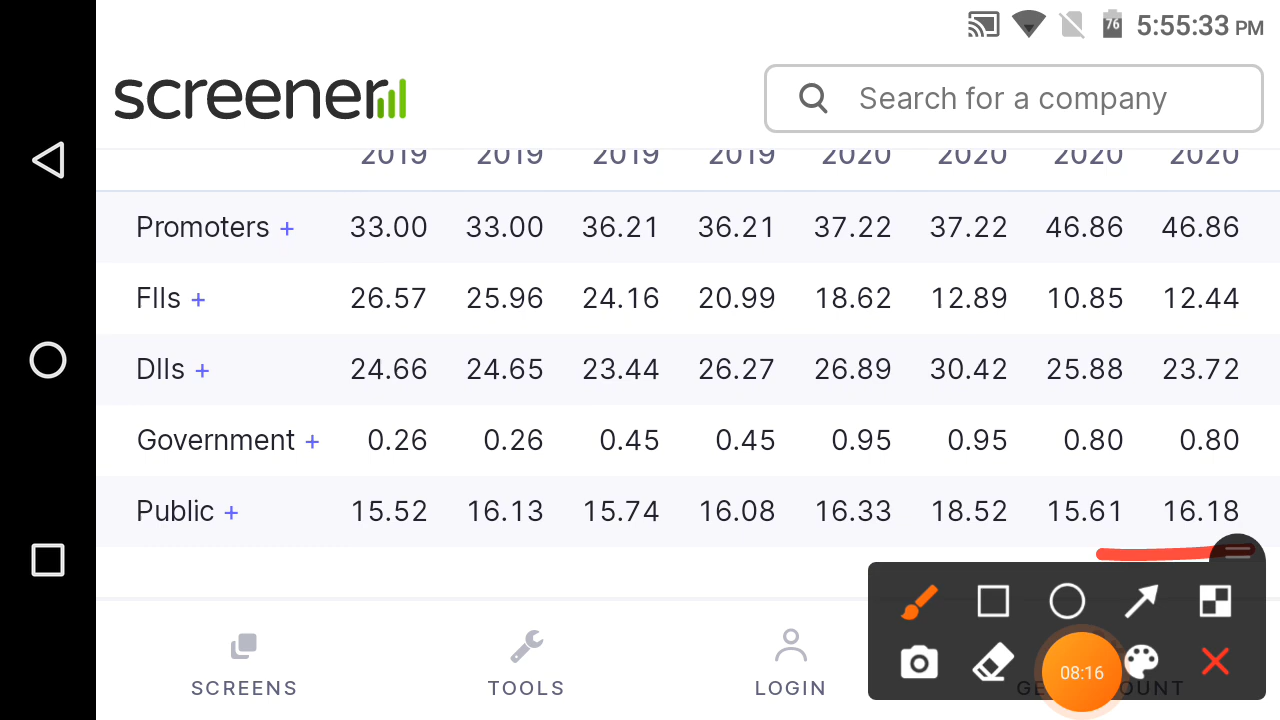 76 5:55:33 PM
screener
Search for a company
2019 2019 2019 2019 2020 2020 2020 2020
Promoters + 33.00 33.00 36.21 36.21 37.22 37.22 46.86 46.86
FIIs + 26.57 25.96 24.16 20.99 18.62 12.89 10.85 12.44
DIIs + 24.66 24.65 23.44 26.27 26.89 30.42 25.88 23.72
Government + 0.26 0.26 0.45 0.45 0.95 0.95 0.80 0.80
Public + 15.52 16.13 15.74 16.08 16.33 18.52 15.61 16.18
08:16
SCREENS TOOLS LOGIN